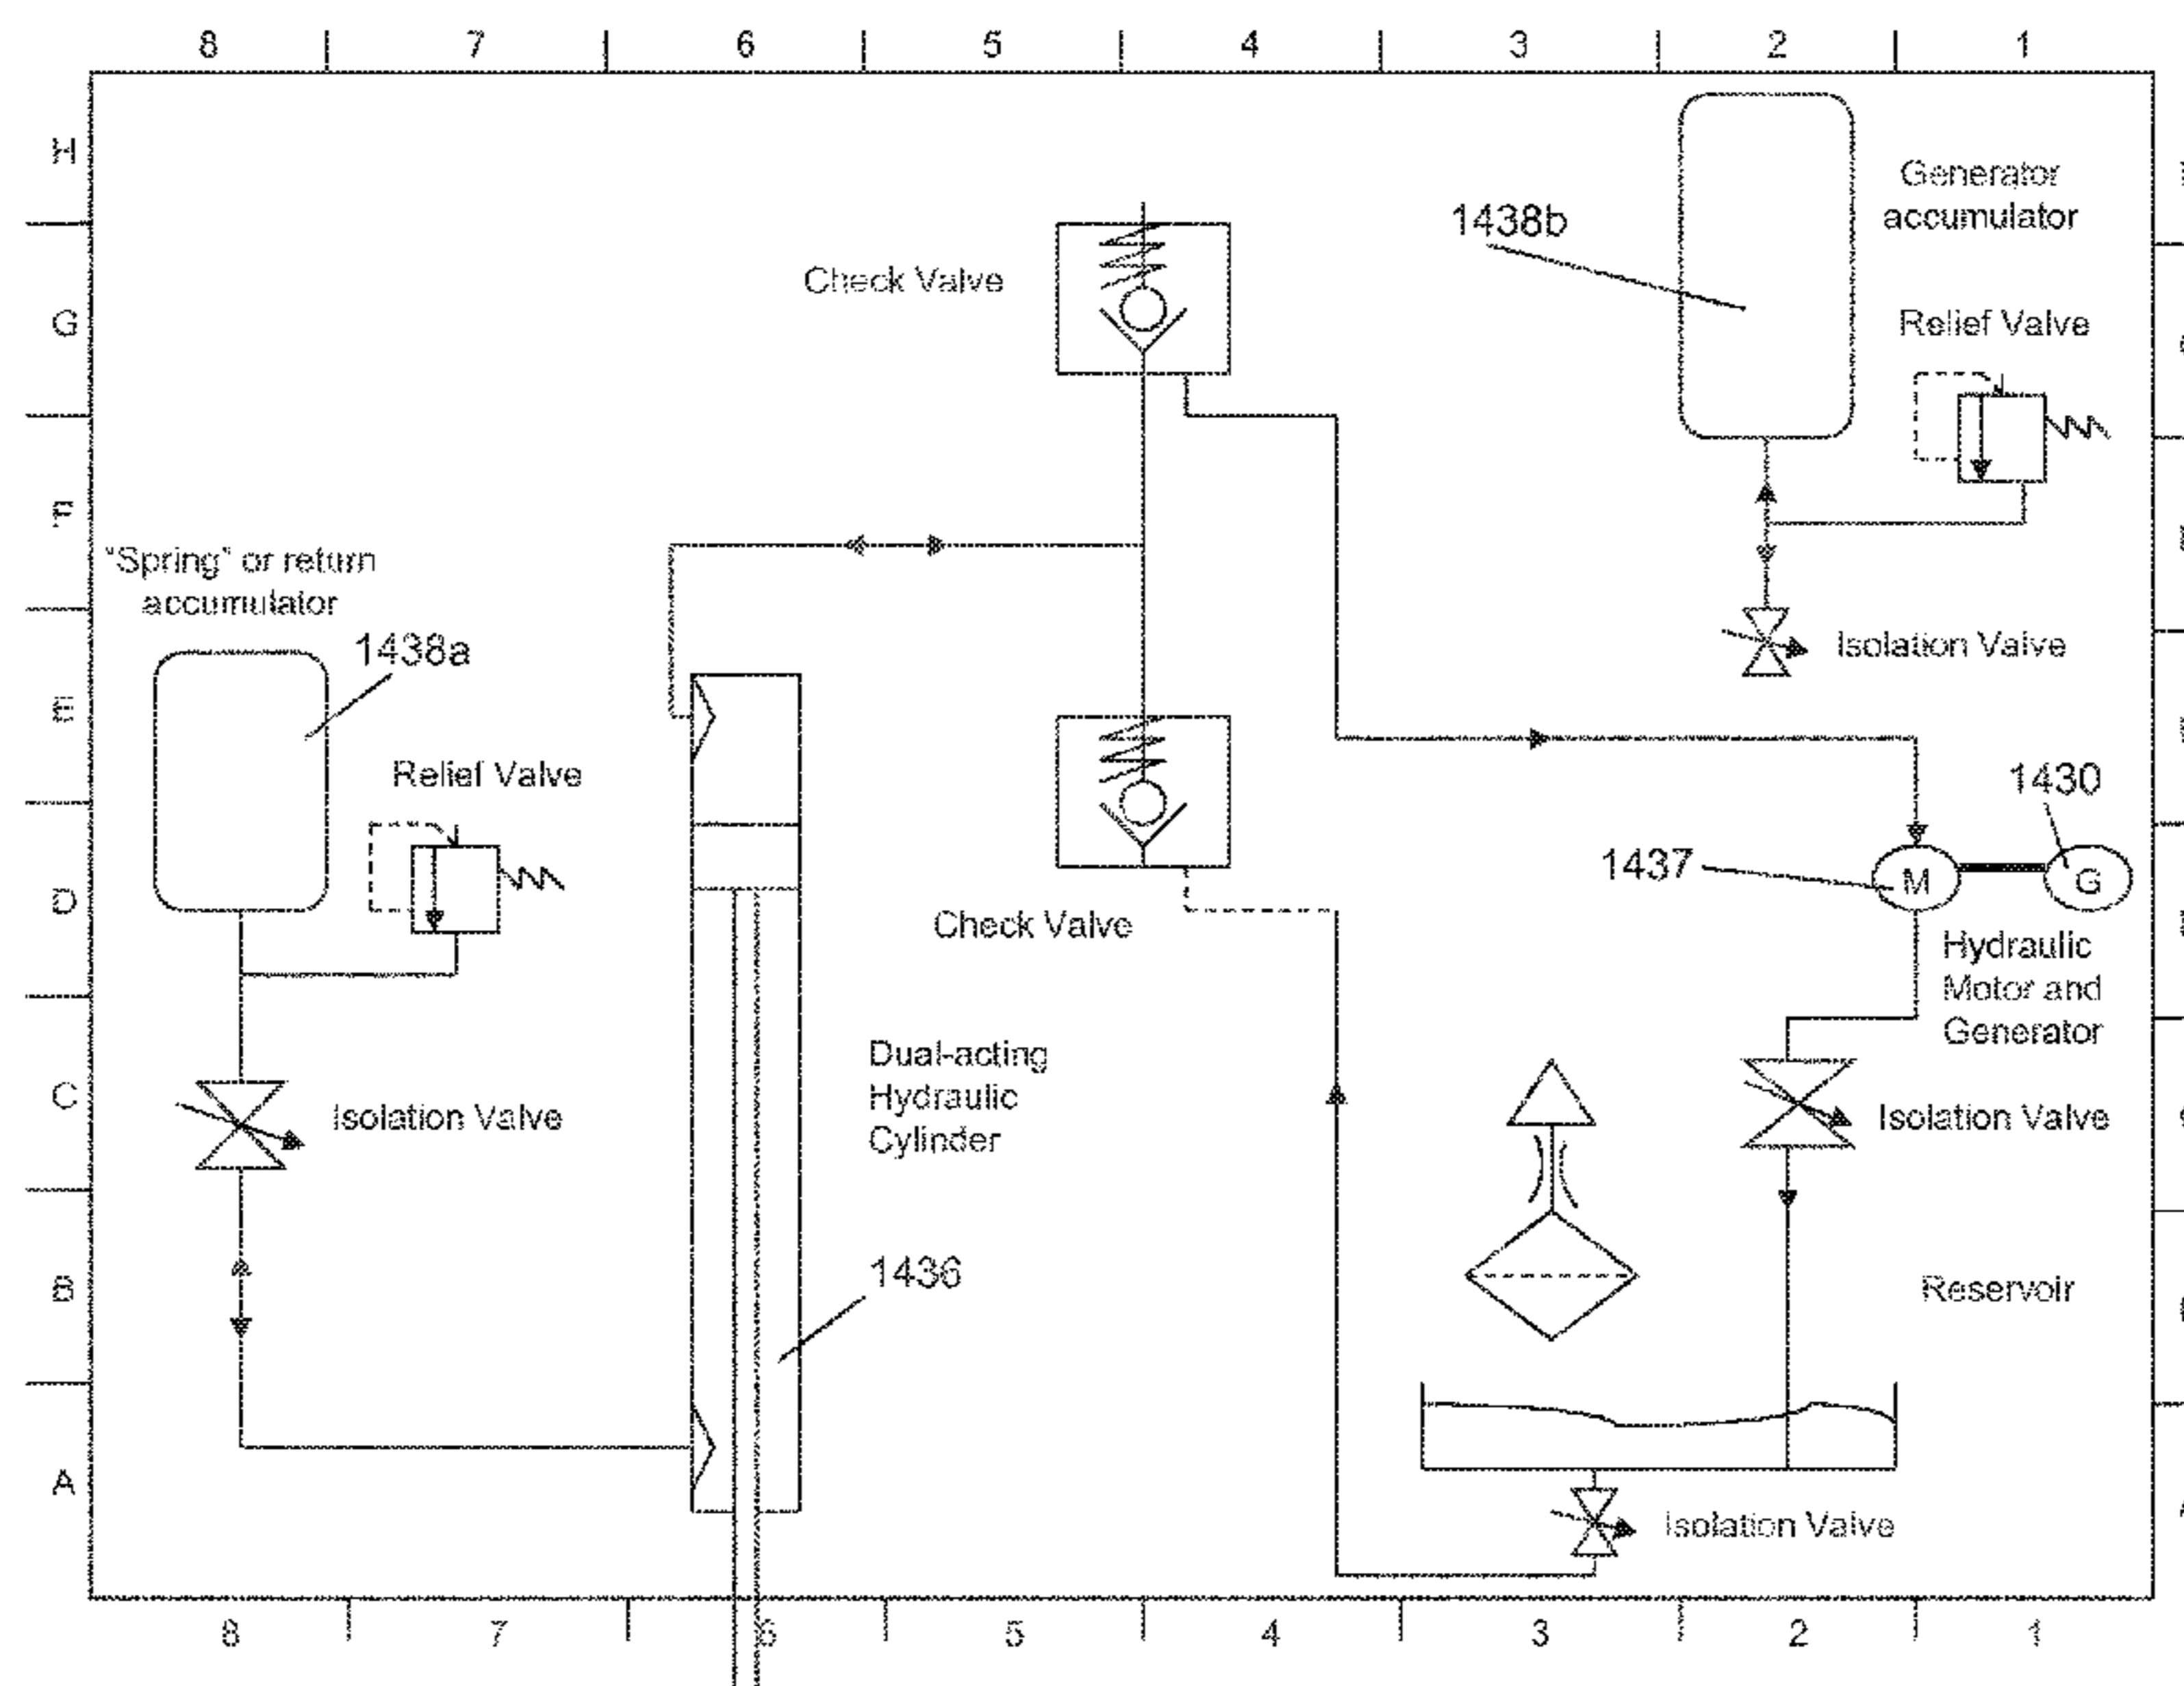 8 7 6 5 4 3 2 1
H
Generator
accumulator
1438b
Check Valve
G
Relief Valve
F
"Spring" or return
accumulator
1438a
Isolation Valve
E
Relief Valve
1430
1437
M
G
D
Check Valve
Hydraulic
Motor and
Generator
Dual-acting
Hydraulic
Cylinder
C
Isolation Valve
Isolation Valve
1436
B
Reservoir
A
Isolation Valve
8 7 6 5 4 3 2 1